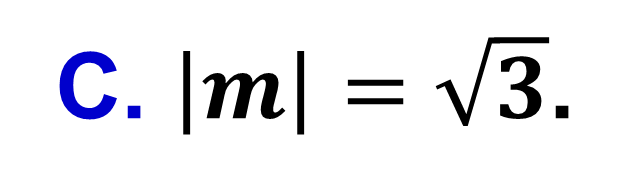 C. |m| = √3.